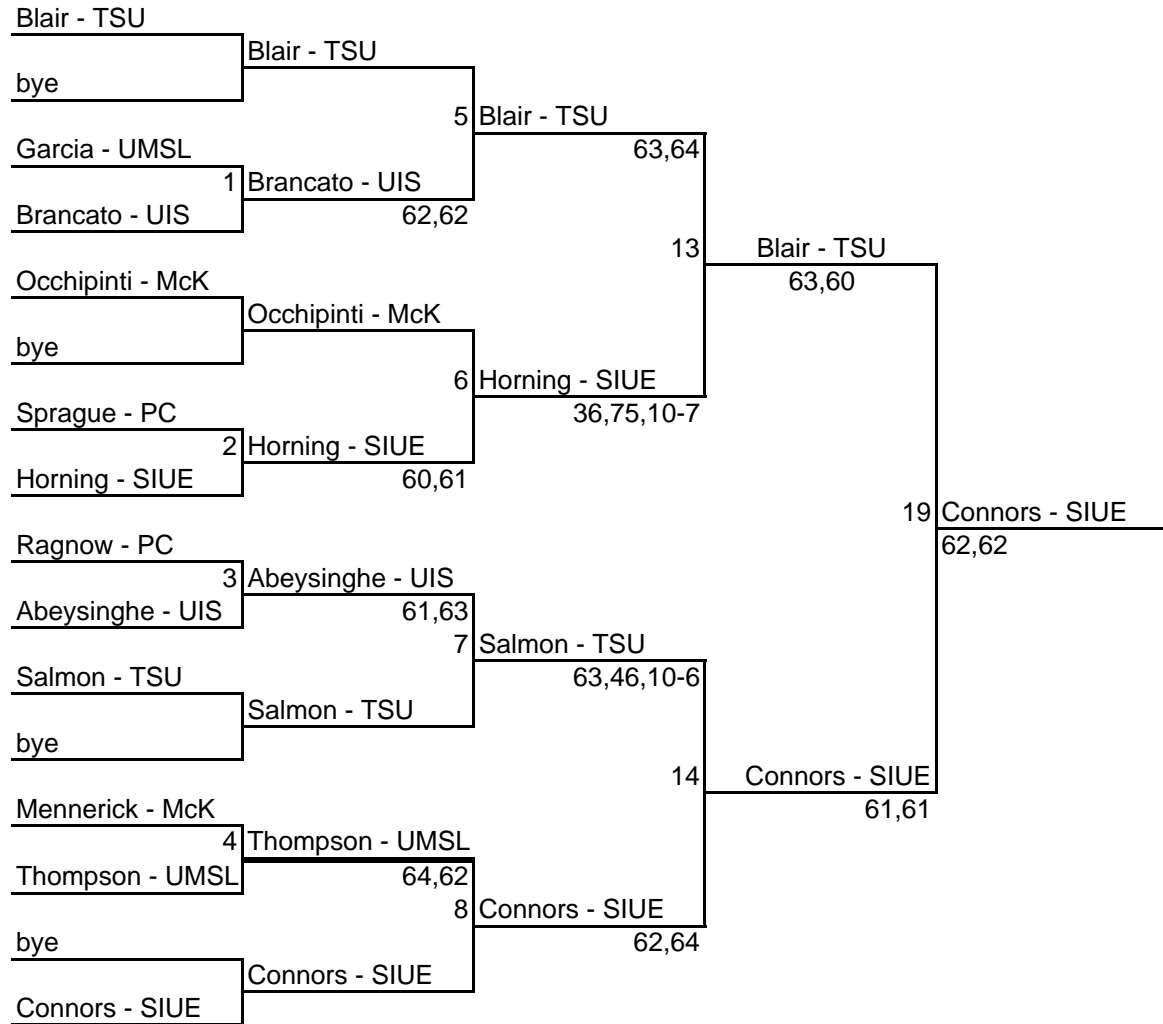 Blair - TSU
Blair - TSU
bye
5 Blair - TSU
Garcia - UMSL
63,64
1 Brancato - UIS
Brancato - UIS
62,62
13 Blair - TSU
Occhipinti - McK
63,60
Occhipinti - McK
bye
6 Horning - SIUE
Sprague - PC
36,75,10-7
2 Horning - SIUE
Horning - SIUE
60,61
19 Connors - SIUE
Ragnow - PC
62,62
3 Abeysinghe - UIS
Abeysinghe - UIS
61,63
7 Salmon - TSU
Salmon - TSU
63,46,10-6
Salmon - TSU
bye
14 Connors - SIUE
Mennerick - McK
61,61
4 Thompson - UMSL
Thompson - UMSL
64,62
8 Connors - SIUE
bye
62,64
Connors - SIUE
Connors - SIUE